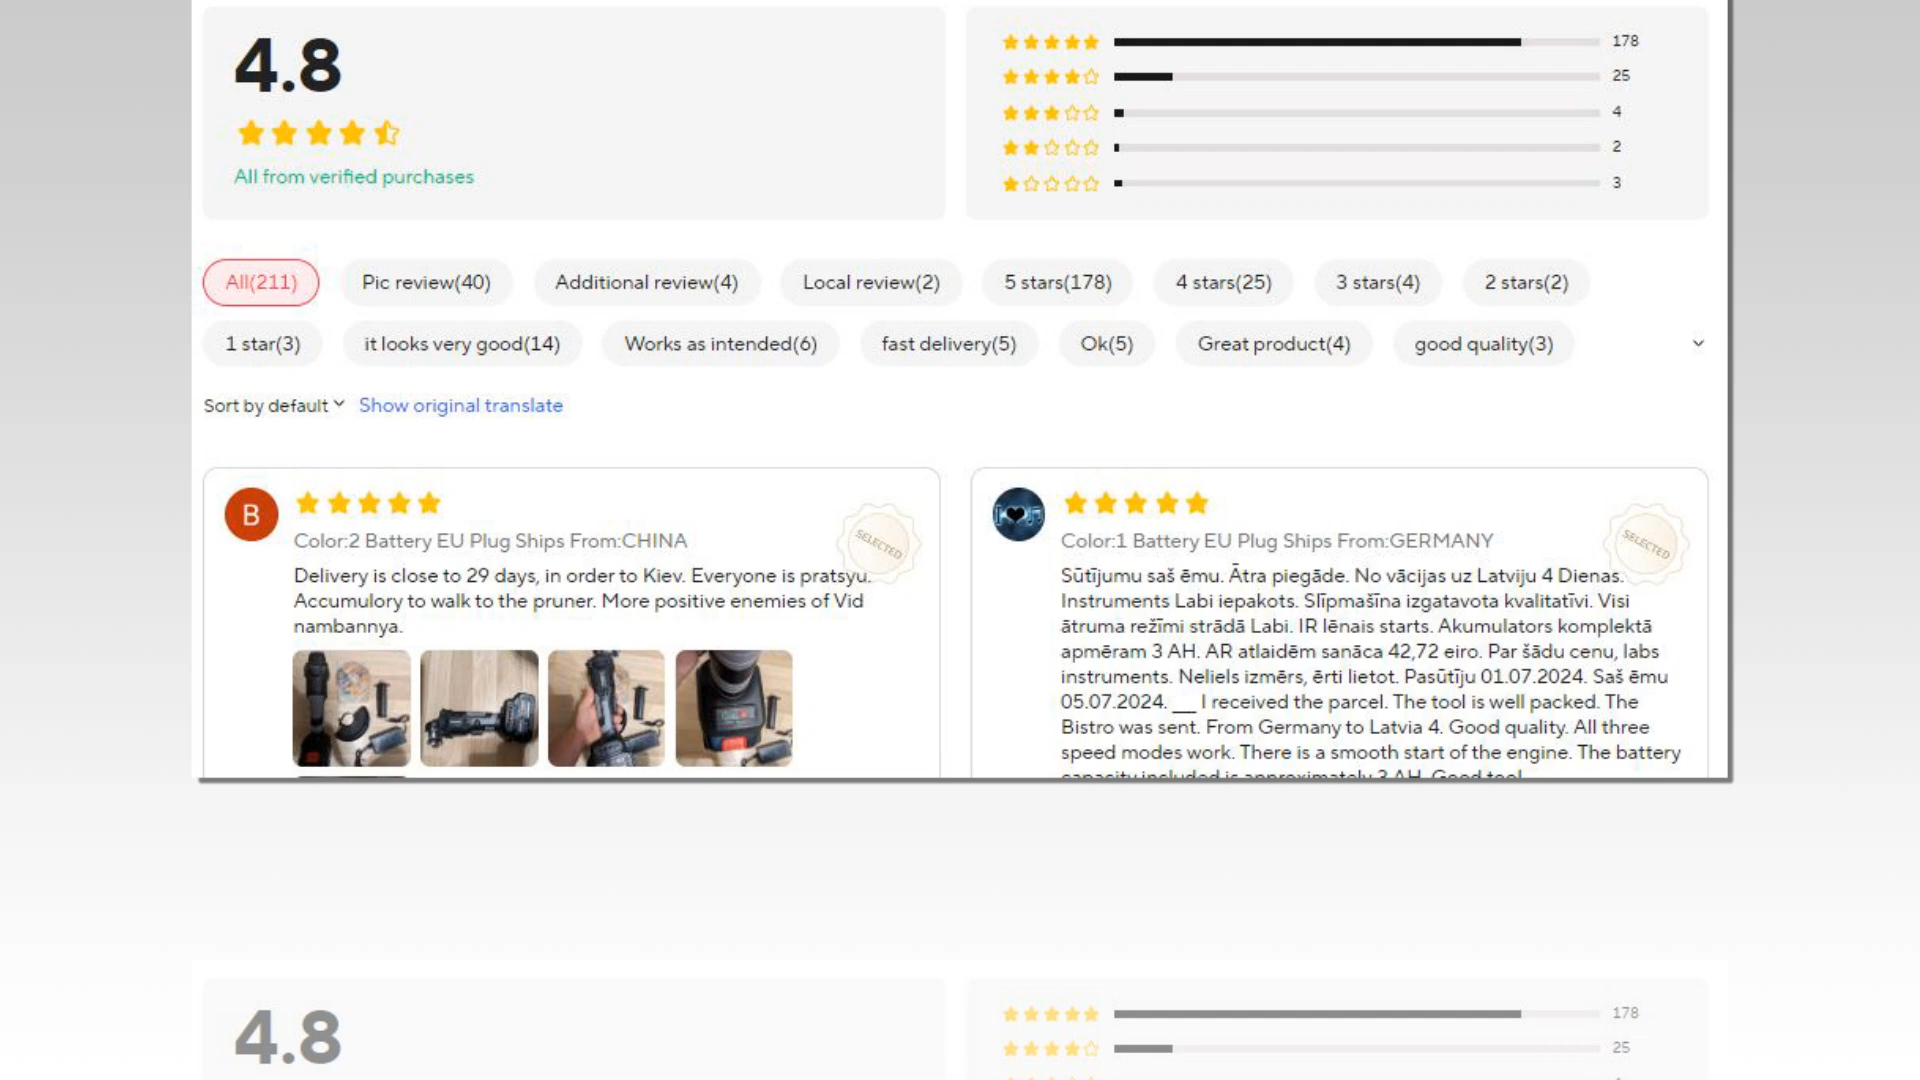 4.8
All from verified purchases
178
25
4
2
3
All(211)
Pic review(40)
Additional review(4)
Local review(2)
5 stars(178)
4 stars(25)
3 stars(4)
2 stars(2)
1 star(3)
it looks very good(14)
Works as intended(6)
fast delivery(5)
Ok(5)
Great product(4)
good quality(3)
Sort by default
Show original translate
B
SELECTED
Color:2 Battery EU Plug Ships From:CHINA
Delivery is close to 29 days, in order to Kiev. Everyone is pratsyu.
Accumulory to walk to the pruner. More positive enemies of Vid
nambannya.
SELECTED
Color:1 Battery EU Plug Ships From:GERMANY
Sūtījumu saš ēmu. Ātra piegāde. No vācijas uz Latviju 4 Dienas.
Instruments Labi iepakots. Slīpmašīna izgatavota kvalitatīvi. Visi
ātruma režīmi strādā Labi. IR lēnais starts. Akumulators komplektā
apmēram 3 AH. AR atlaidēm sanāca 42,72 eiro. Par šādu cenu, labs
instruments. Neliels izmērs, ērti lietot. Pasūtīju 01.07.2024. Saš ēmu
05.07.2024. __ I received the parcel. The tool is well packed. The
Bistro was sent. From Germany to Latvia 4. Good quality. All three
speed modes work. There is a smooth start of the engine. The battery
capacity included is approximately 3 AH. Good tool
4.8
178
25